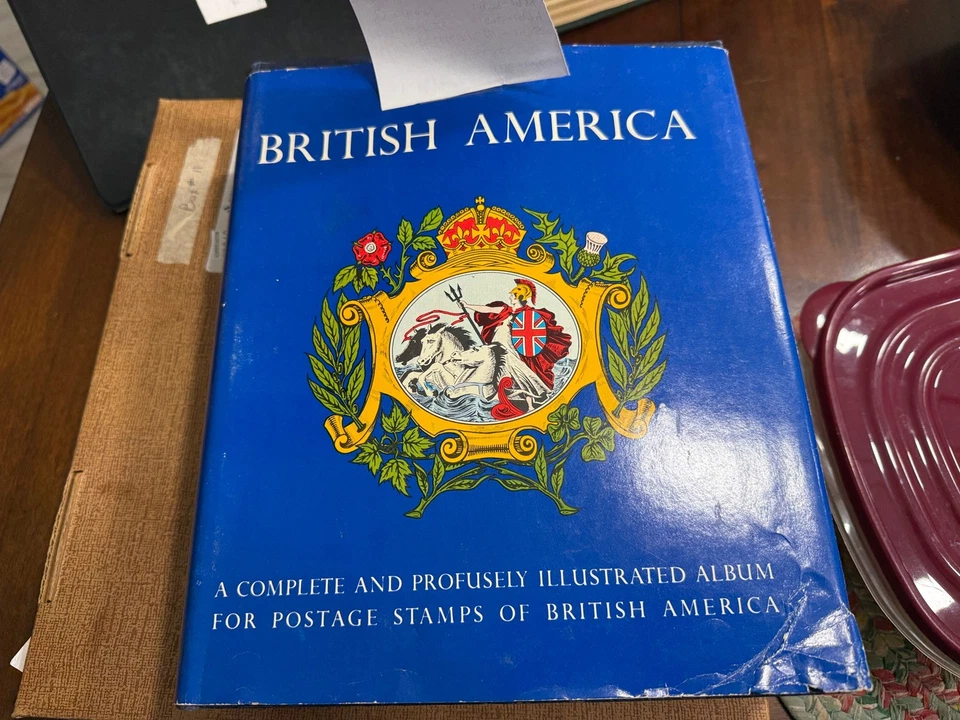 BRITISH AMERICA
A COMPLETE AND PROFUSELY ILLUSTRATED ALBUM
FOR POSTAGE STAMPS OF BRITISH AMERICA